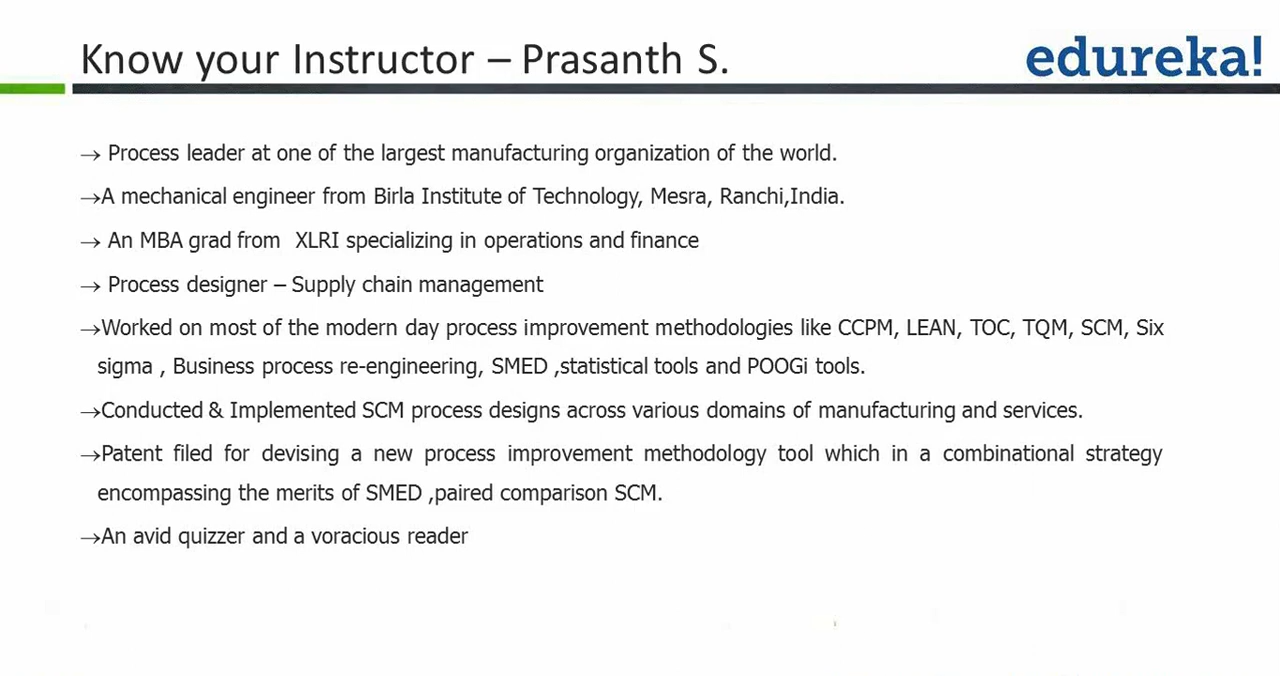 Know your Instructor – Prasanth S.
edureka!
→ Process leader at one of the largest manufacturing organization of the world.
→A mechanical engineer from Birla Institute of Technology, Mesra, Ranchi,India.
→ An MBA grad from XLRI specializing in operations and finance
→ Process designer – Supply chain management
→Worked on most of the modern day process improvement methodologies like CCPM, LEAN, TOC, TQM, SCM, Six
sigma , Business process re-engineering, SMED ,statistical tools and POOGi tools.
→Conducted & Implemented SCM process designs across various domains of manufacturing and services.
→Patent filed for devising a new process improvement methodology tool which in a combinational strategy
encompassing the merits of SMED ,paired comparison SCM.
→An avid quizzer and a voracious reader